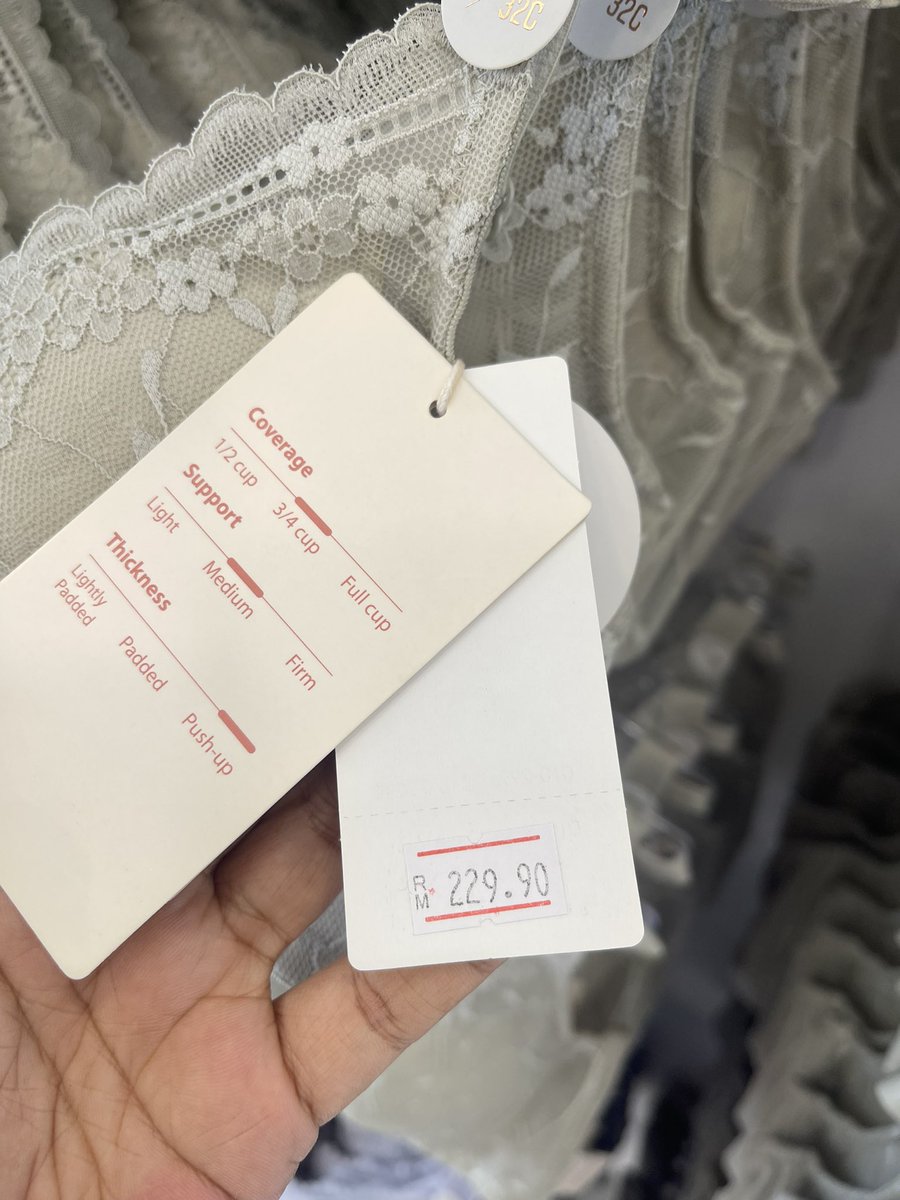 32C
32C
Coverage
1/2 cup 3/4 cup Full cup
Support
Light Medium Firm
Thickness
Lightly Padded Padded Push-up
RM 229.90